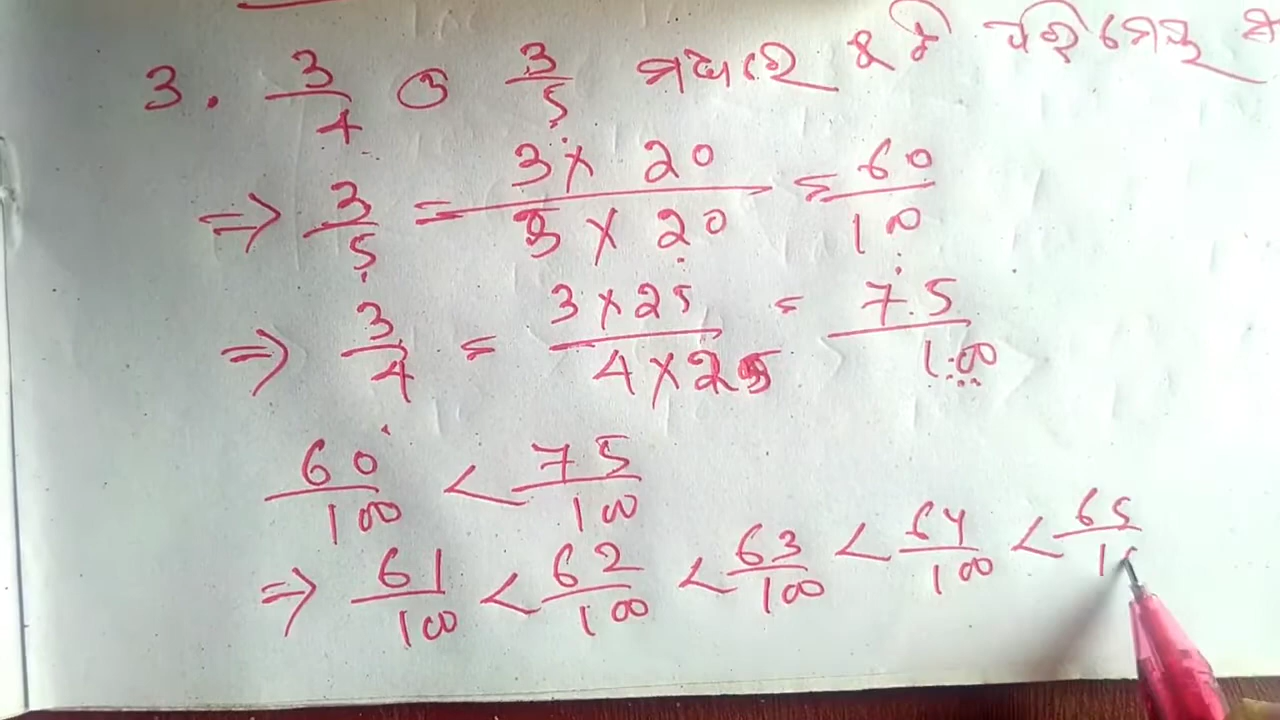 3. 3/4 ଓ 3/5 ମଧ୍ୟରେ
⇒ 3/5 = 3 × 20 / 5 × 20 = 60/100
⇒ 3/4 = 3 × 25 / 4 × 25 = 75/100
60/100 < 75/100
⇒ 61/100 < 62/100 < 63/100 < 64/100 < 65/10